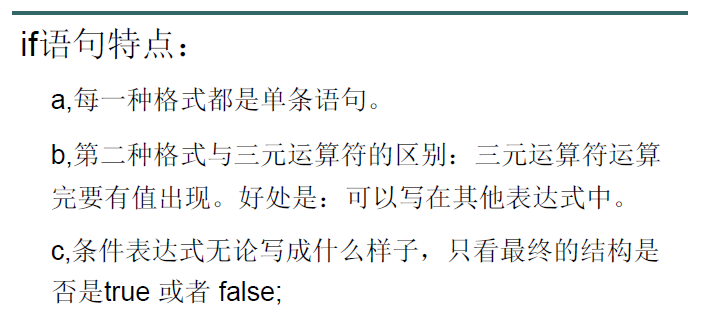 if语句特点：
a,每一种格式都是单条语句。
b,第二种格式与三元运算符的区别：三元运算符运算
完要有值出现。好处是：可以写在其他表达式中。
c,条件表达式无论写成什么样子，只看最终的结构是
否是true 或者 false;